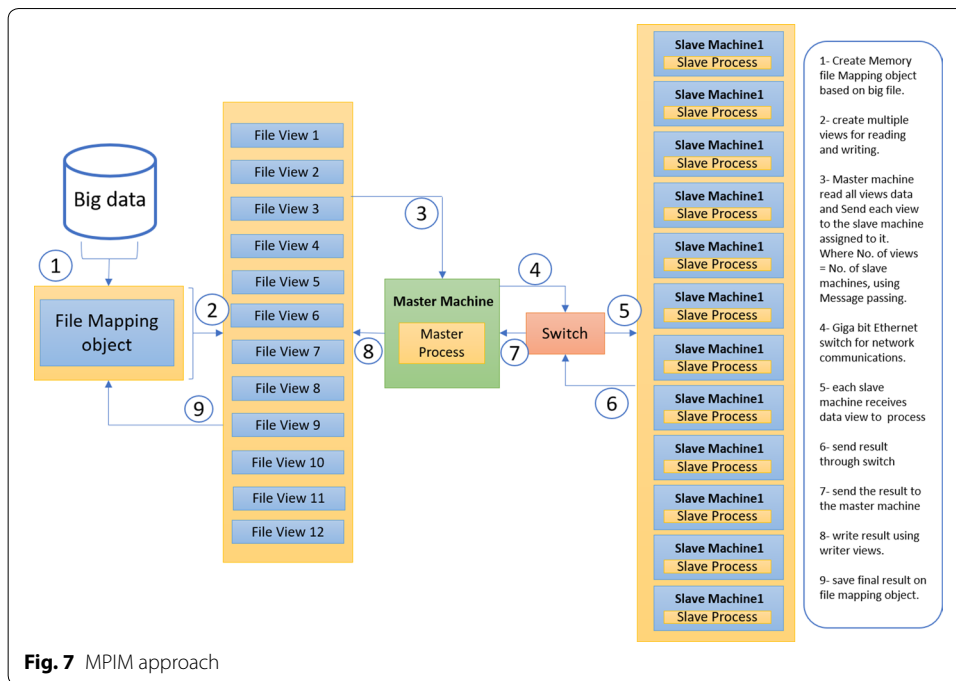 Big data
1
File Mapping
object
2
9
File View 1
File View 2
File View 3
File View 4
File View 5
File View 6
File View 7
File View 8
File View 9
File View 10
File View 11
File View 12
3
8
Master Machine
Master
Process
4
7
Switch
5
6
Slave Machine1
Slave Process
Slave Machine1
Slave Process
Slave Machine1
Slave Process
Slave Machine1
Slave Process
Slave Machine1
Slave Process
Slave Machine1
Slave Process
Slave Machine1
Slave Process
Slave Machine1
Slave Process
Slave Machine1
Slave Process
Slave Machine1
Slave Process
Slave Machine1
Slave Process
Slave Machine1
Slave Process
1- Create Memory
file Mapping object
based on big file.
2- create multiple
views for reading
and writing.
3- Master machine
read all views data
and Send each view
to the slave machine
assigned to it.
Where No. of views
= No. of slave
machines, using
Message passing.
4- Giga bit Ethernet
switch for network
communications.
5- each slave
machine receives
data view to process
6- send result
through switch
7- send the result to
the master machine
8- write result using
writer views.
9- save final result on
file mapping object.
Fig. 7 MPIM approach